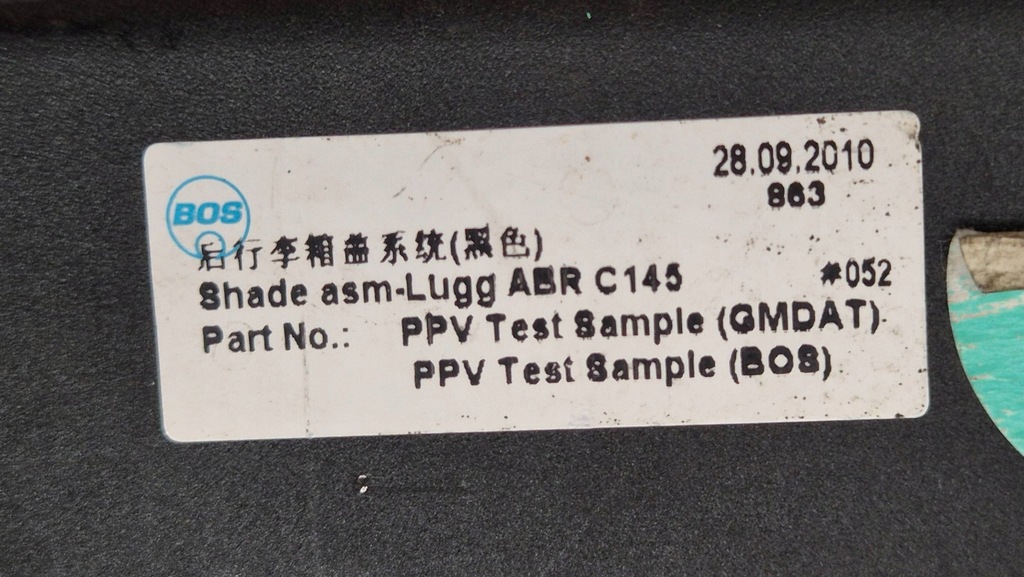 28.09.2010
863
BOS
后行李箱盖系统(黑色)
Shade asm-Lugg ABR C145 #052
Part No.: PPV Test Sample (GMDAT)
PPV Test Sample (BOS)